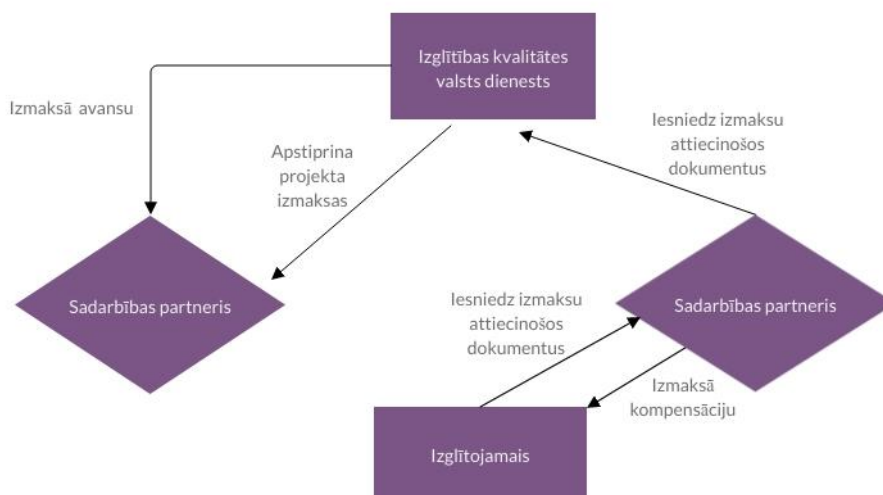 Izglītības kvalitātes
valsts dienests
Izmaksā avansu
Apstiprina
projekta
izmaksas
Iesniedz izmaksu
attiecinošos
dokumentus
Sadarbības partneris
Iesniedz izmaksu
attiecinošos
dokumentus
Sadarbības partneris
Izmaksā
kompensāciju
Izglītojamais